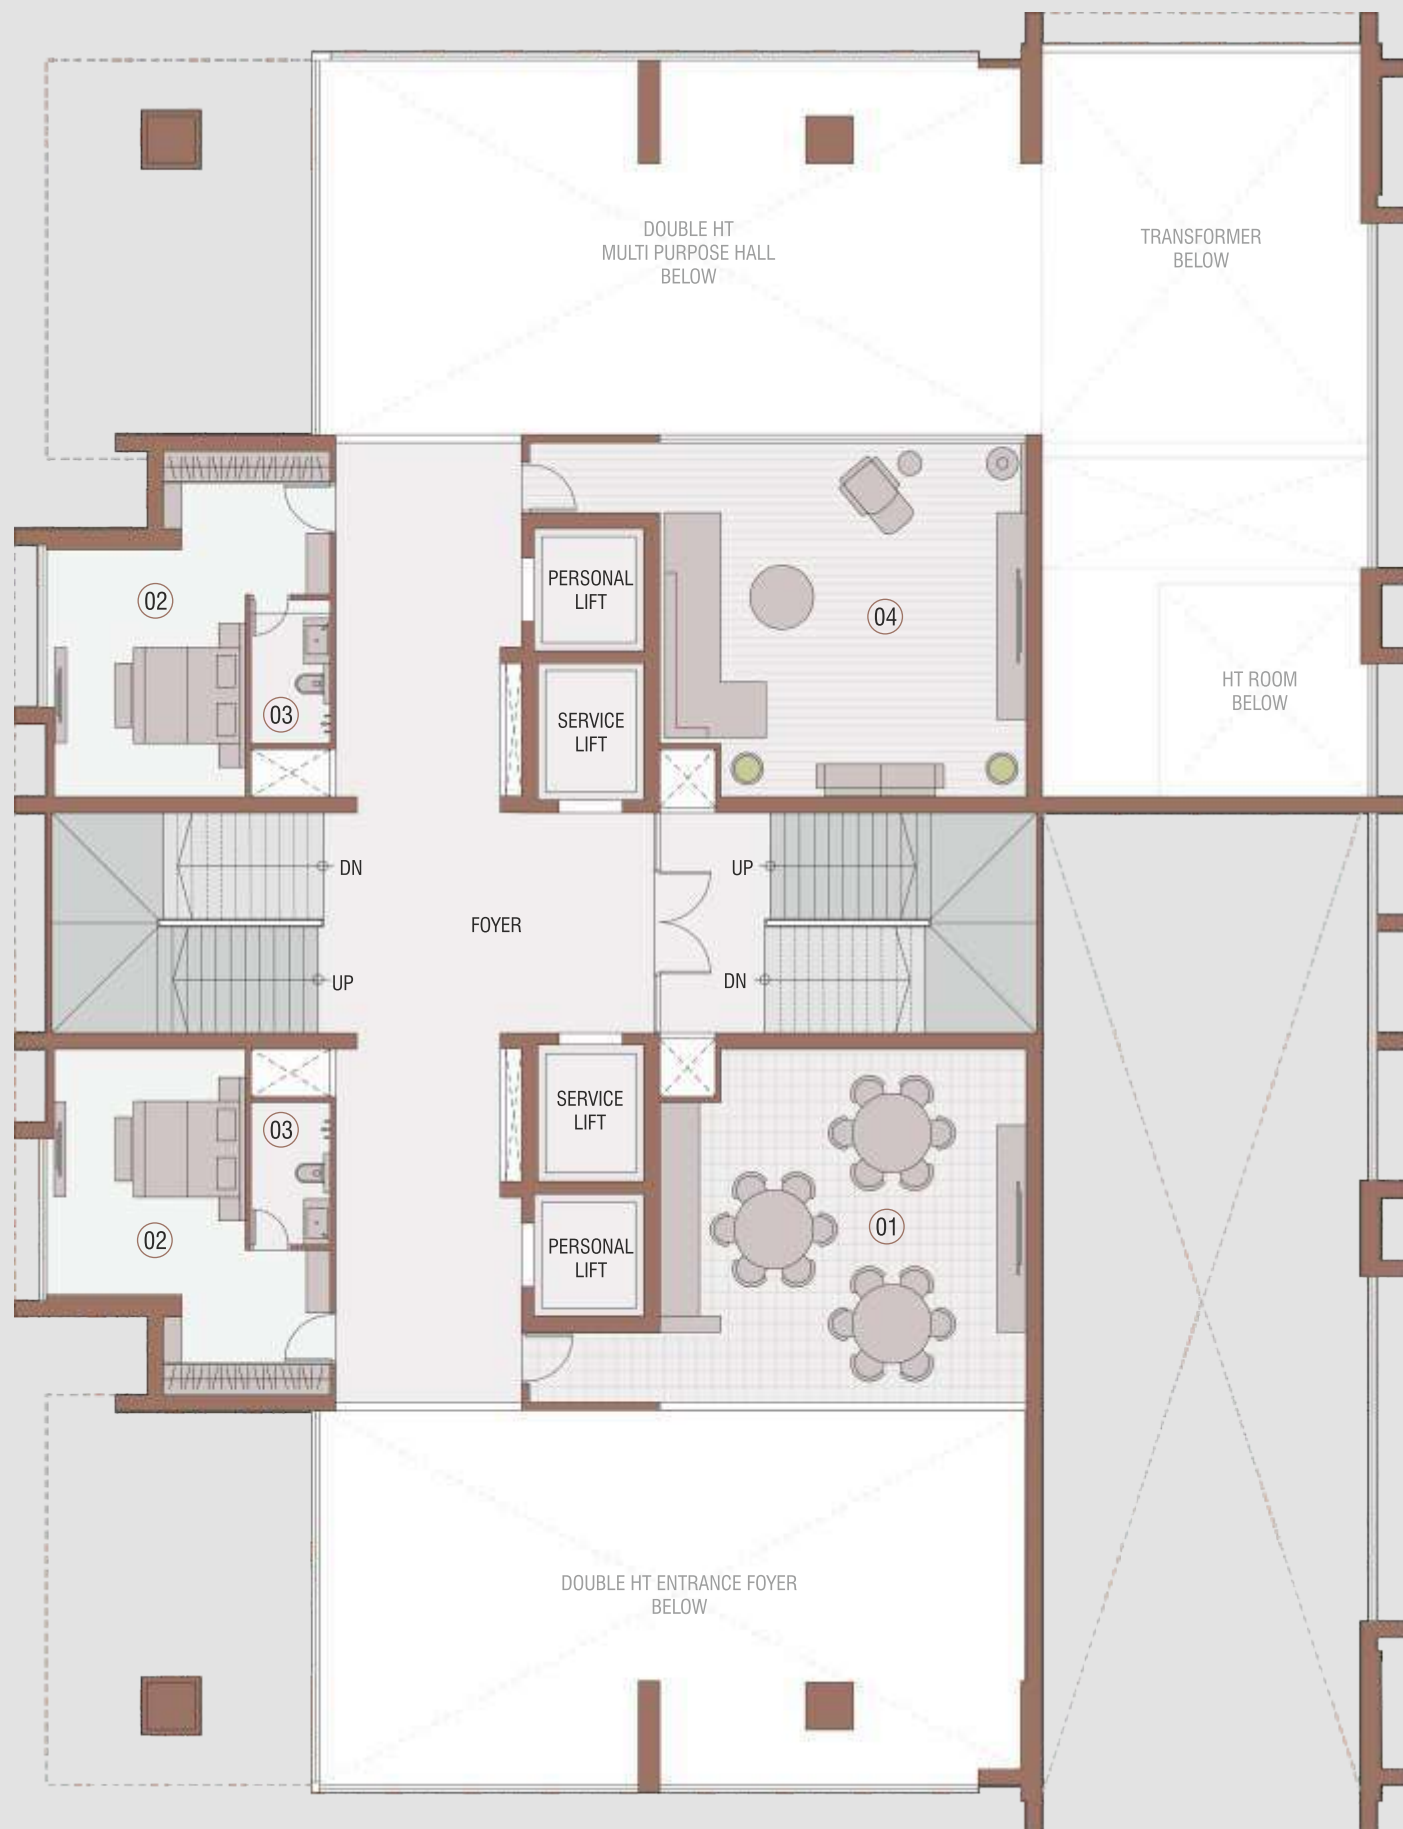 DOUBLE HT
MULTI PURPOSE HALL
BELOW
TRANSFORMER
BELOW
PERSONAL
LIFT
02
04
03
SERVICE
LIFT
HT ROOM
BELOW
DN
UP
FOYER
UP
DN
SERVICE
LIFT
03
02
01
PERSONAL
LIFT
DOUBLE HT ENTRANCE FOYER
BELOW